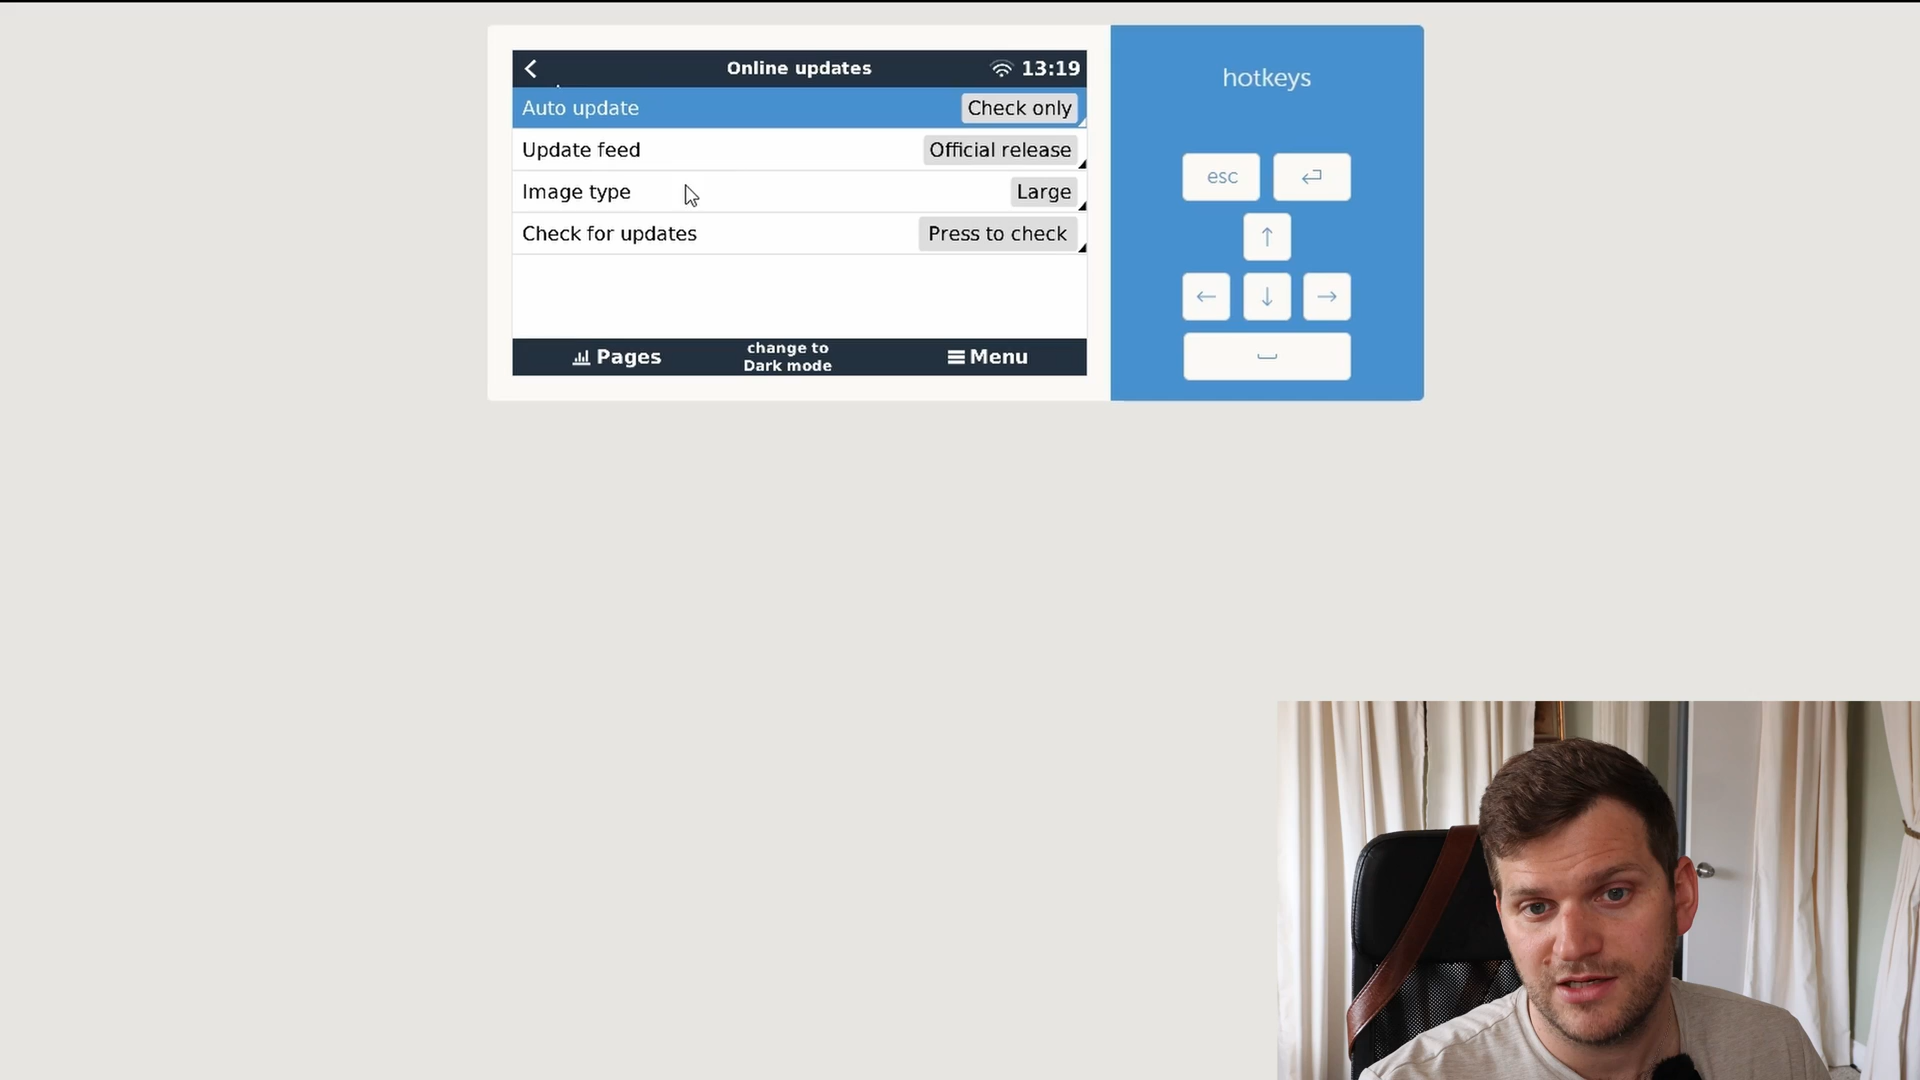 Online updates
13:19
Auto update
Check only
Update feed
Official release
Image type
Large
Check for updates
Press to check
Pages
change to
Dark mode
Menu
hotkeys
esc